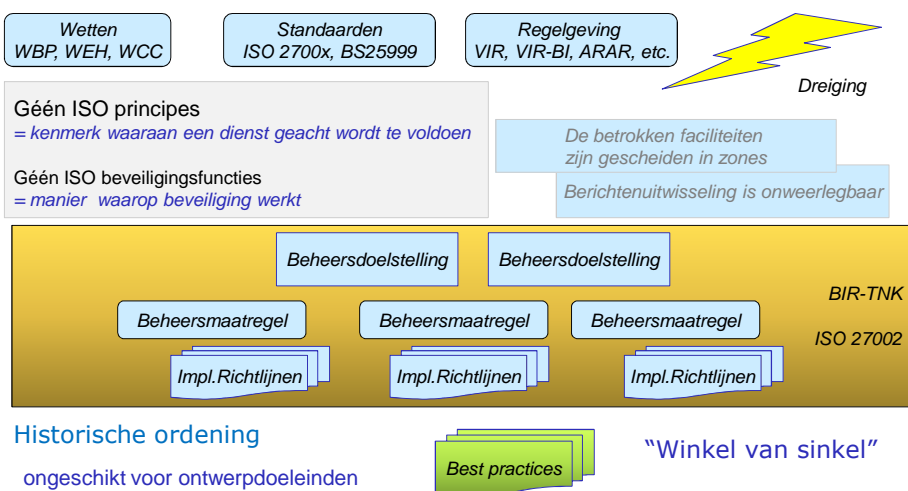 Wetten
WBP, WEH, WCC
Standaarden
ISO 2700x, BS25999
Regelgeving
VIR, VIR-BI, ARAR, etc.
Dreiging
Géén ISO principes
= kenmerk waaraan een dienst geacht wordt te voldoen
Géén ISO beveiligingsfuncties
= manier waarop beveiliging werkt
De betrokken faciliteiten
zijn gescheiden in zones
Berichtenuitwisseling is onweerlegbaar
Beheersdoelstelling
Beheersdoelstelling
BIR-TNK
Beheersmaatregel
Beheersmaatregel
Beheersmaatregel
ISO 27002
Impl.Richtlijnen
Impl.Richtlijnen
Impl.Richtlijnen
Historische ordening
ongeschikt voor ontwerpdoeleinden
Best practices
“Winkel van sinkel”